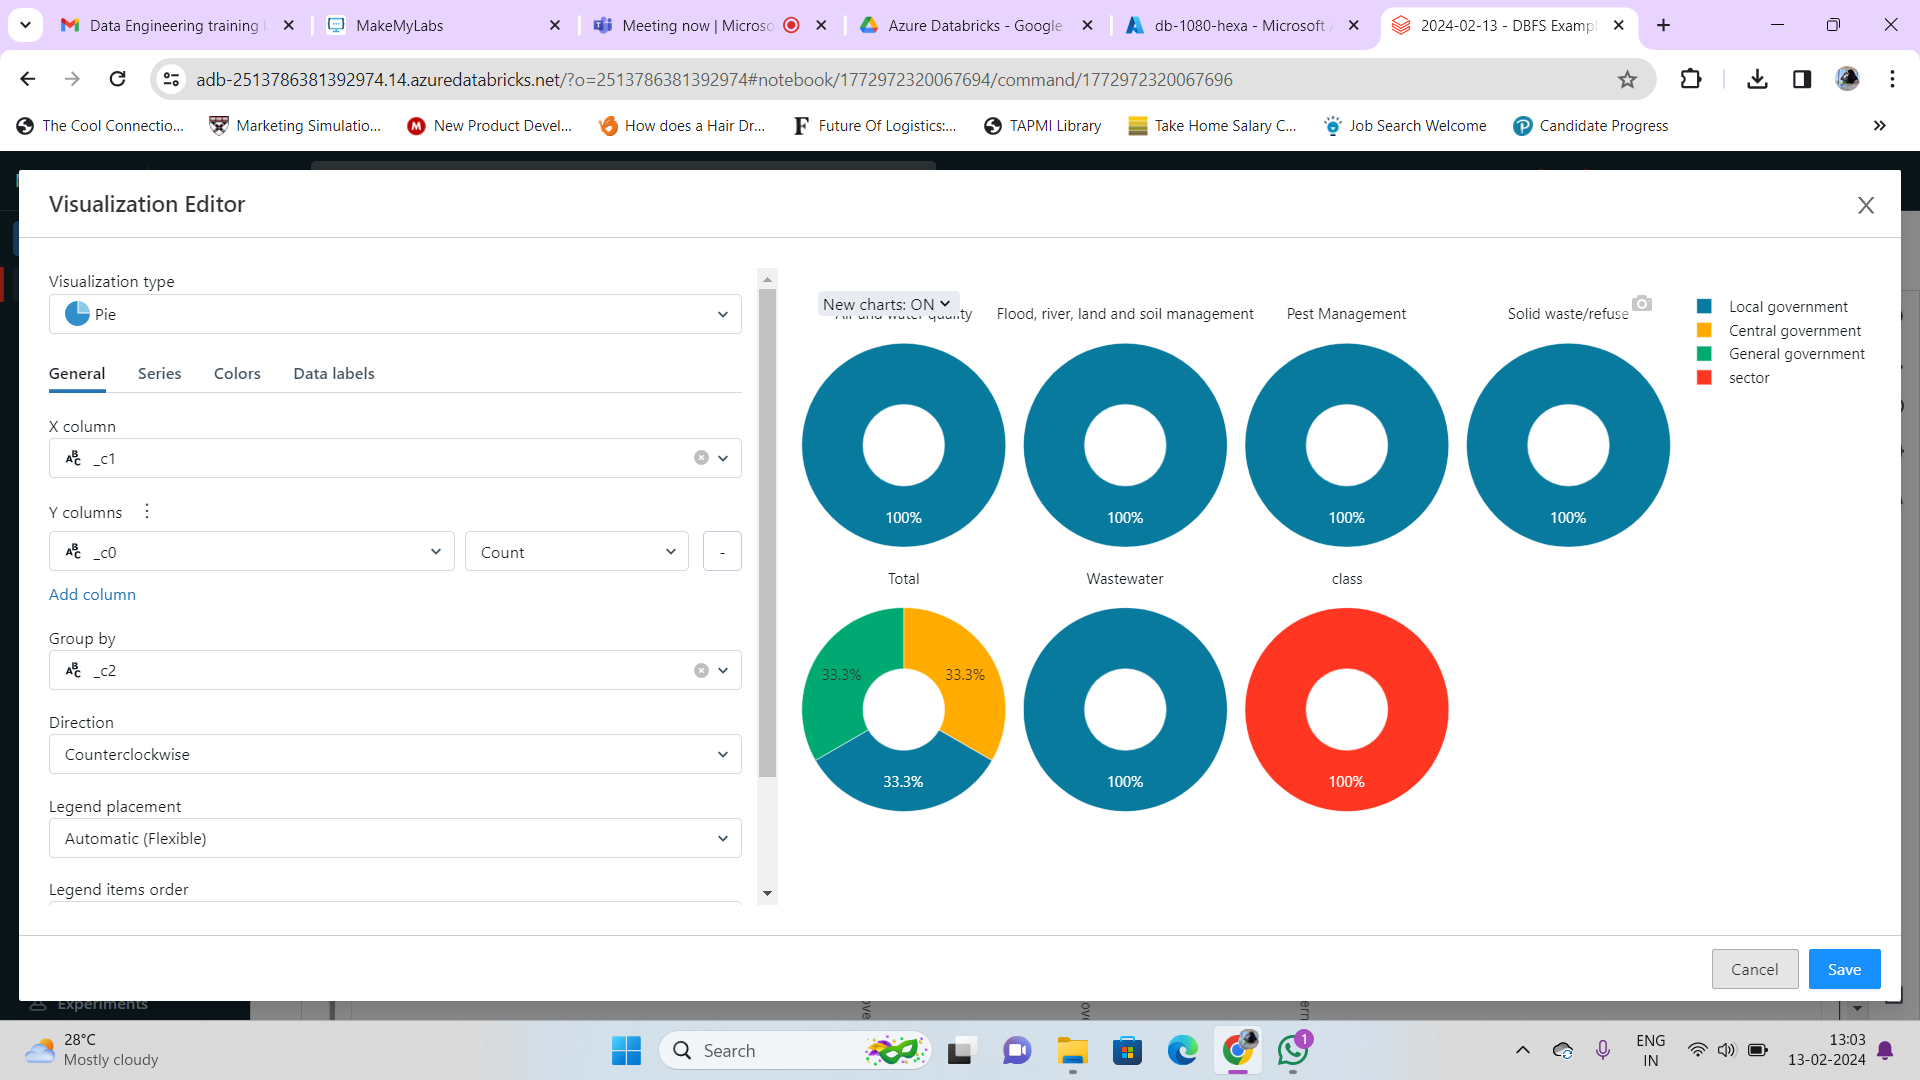 Data Engineering training
MakeMyLabs
Meeting now | Microso
Azure Databricks - Google
db-1080-hexa - Microsoft
2024-02-13 - DBFS Exampl
adb-2513786381392974.14.azuredatabricks.net/?o=2513786381392974#notebook/1772972320067694/command/1772972320067696
The Cool Connectio...
Marketing Simulatio...
New Product Devel...
How does a Hair Dr...
Future Of Logistics:...
TAPMI Library
Take Home Salary C...
Job Search Welcome
Candidate Progress
Visualization Editor
Visualization type
Pie
General
Series
Colors
Data labels
X column
_c1
Y columns
_c0
Count
-
Add column
Group by
_c2
Direction
Counterclockwise
Legend placement
Automatic (Flexible)
Legend items order
New charts: ON
Air and water quality
Flood, river, land and soil management
Pest Management
Solid waste/refuse
100%
100%
100%
100%
Total
Wastewater
class
33.3%
33.3%
33.3%
100%
100%
Local government
Central government
General government
sector
Cancel
Save
Experiments
28°C
Mostly cloudy
Search
1
ENG
IN
13:03
13-02-2024